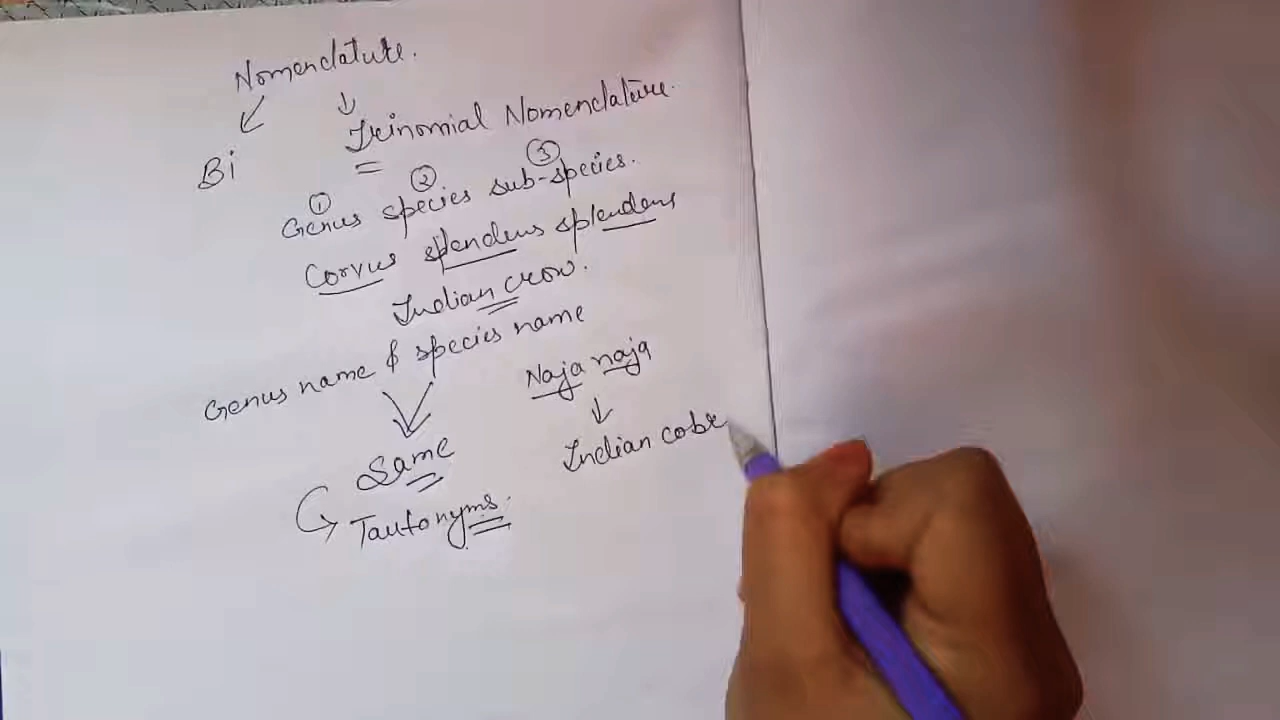 Nomenclature.
Bi
Trinomial Nomenclature.
1 2 3
Genus species sub-species.
Corvus splendens splendens
Indian crow.
Genus name & species name
Same
Tautonyms.
Naja naja
Indian cobr